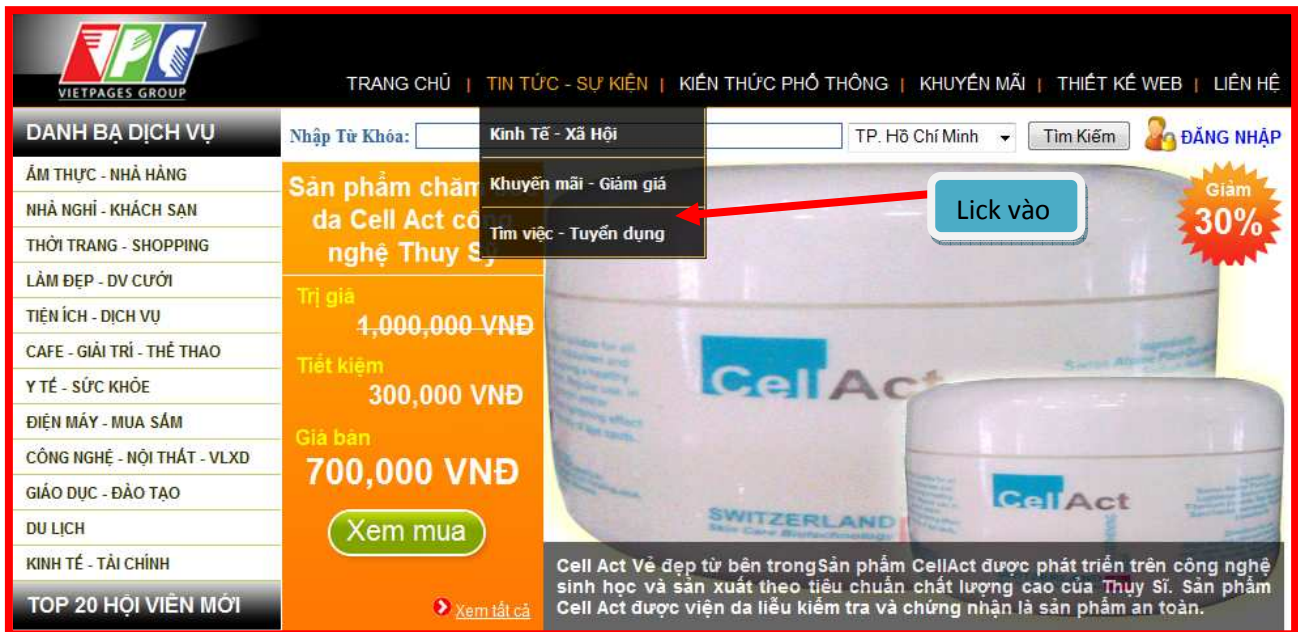 VPG
VIETPAGES GROUP
TRANG CHỦ | TIN TỨC - SỰ KIỆN | KIẾN THỨC PHỔ THÔNG | KHUYẾN MÃI | THIẾT KẾ WEB | LIÊN HỆ
DANH BẠ DỊCH VỤ
Nhập Từ Khóa:
TP. Hồ Chí Minh
Tìm Kiếm
ĐĂNG NHẬP
Kinh Tế - Xã Hội
Khuyến mãi - Giảm giá
Tìm việc - Tuyển dụng
Lick vào
ẨM THỰC - NHÀ HÀNG
NHÀ NGHỈ - KHÁCH SẠN
THỜI TRANG - SHOPPING
LÀM ĐẸP - DV CƯỚI
TIỆN ÍCH - DỊCH VỤ
CAFE - GIẢI TRÍ - THỂ THAO
Y TẾ - SỨC KHỎE
ĐIỆN MÁY - MUA SẮM
CÔNG NGHỆ - NỘI THẤT - VLXD
GIÁO DỤC - ĐÀO TẠO
DU LỊCH
KINH TẾ - TÀI CHÍNH
TOP 20 HỘI VIÊN MỚI
Sản phẩm chăm
da Cell Act công
nghệ Thuy Sỹ
Trị giá
1,000,000 VNĐ
Tiết kiệm
300,000 VNĐ
Giá bán
700,000 VNĐ
Xem mua
Xem tất cả
Giảm
30%
Cell Act
SWITZERLAND
Cell Act
Cell Act Vẻ đẹp từ bên trongSản phẩm CellAct được phát triển trên công nghệ
sinh học và sản xuất theo tiêu chuẩn chất lượng cao của Thụy Sĩ. Sản phẩm
Cell Act được viện da liễu kiểm tra và chứng nhận là sản phẩm an toàn.